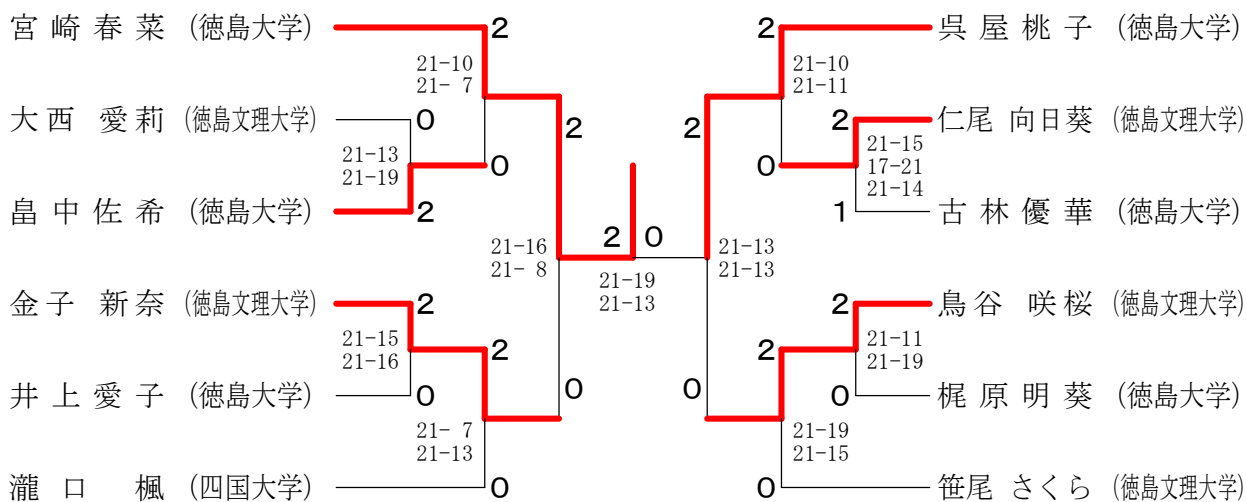 宮崎春菜 (徳島大学) 2 2 呉屋桃子 (徳島大学)
21-10 21-10
21- 7 21-11
大西 愛莉 (徳島文理大学) 0 2 2 2 仁尾 向日葵 (徳島文理大学)
21-13 0 0 21-15
21-19 17-21
21-14
畠中佐希 (徳島大学) 2 1 古林優華 (徳島大学)
21-16 2 0 21-13
21- 8 21-13
21-19
21-13
金子 新奈 (徳島文理大学) 2 2 鳥谷 咲桜 (徳島文理大学)
21-15 2 2 21-11
21-16 21-19
井上愛子 (徳島大学) 0 0 0 0 梶原明葵 (徳島大学)
21- 7 21-19
21-13 21-15
瀧口 楓 (四国大学) 0 0 笹尾 さくら (徳島文理大学)